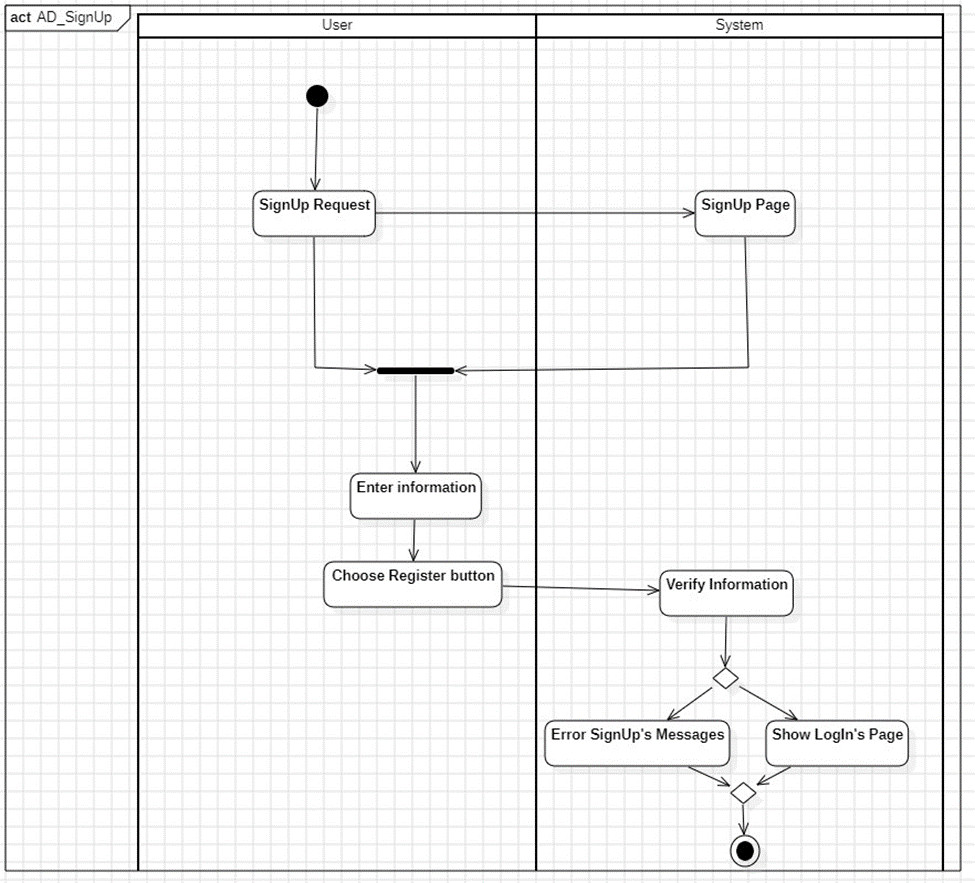 act AD_SignUp
User
System
SignUp Request
SignUp Page
Enter information
Choose Register button
Verify Information
Error SignUp's Messages
Show LogIn's Page